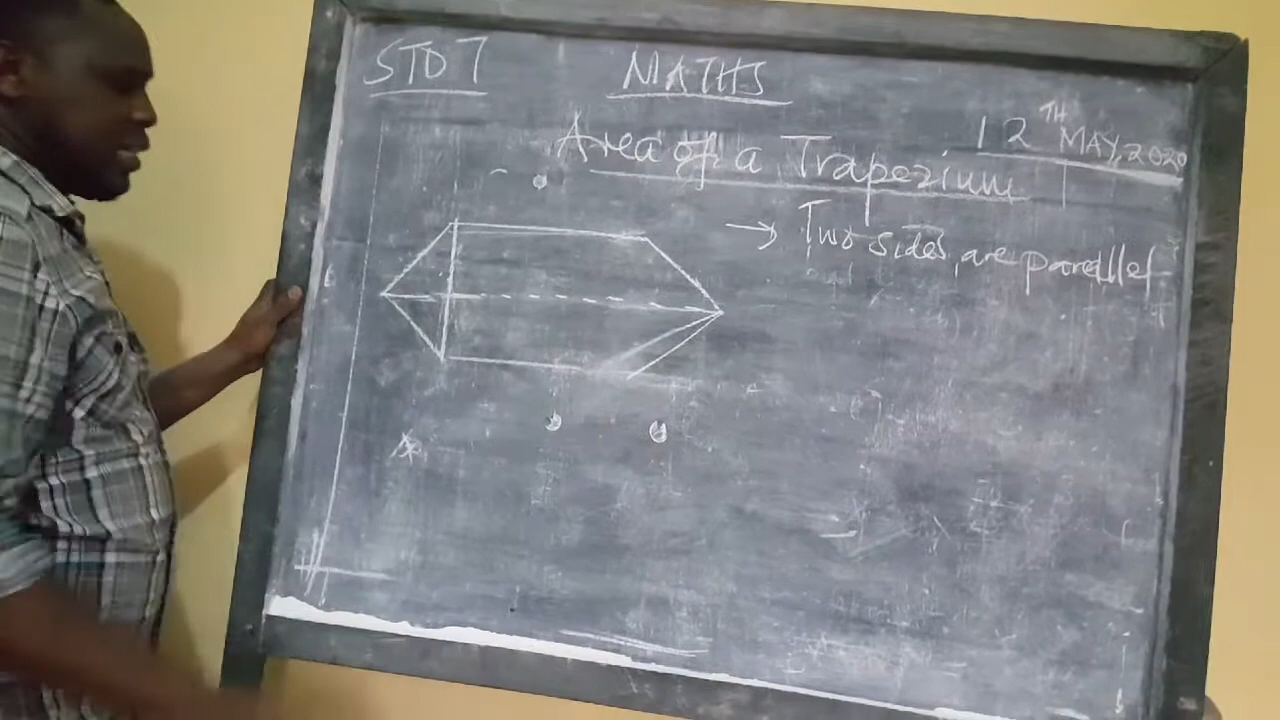 STD 7
MATHS
12TH MAY, 2020
Area of a Trapezium
→ Two sides are parallel